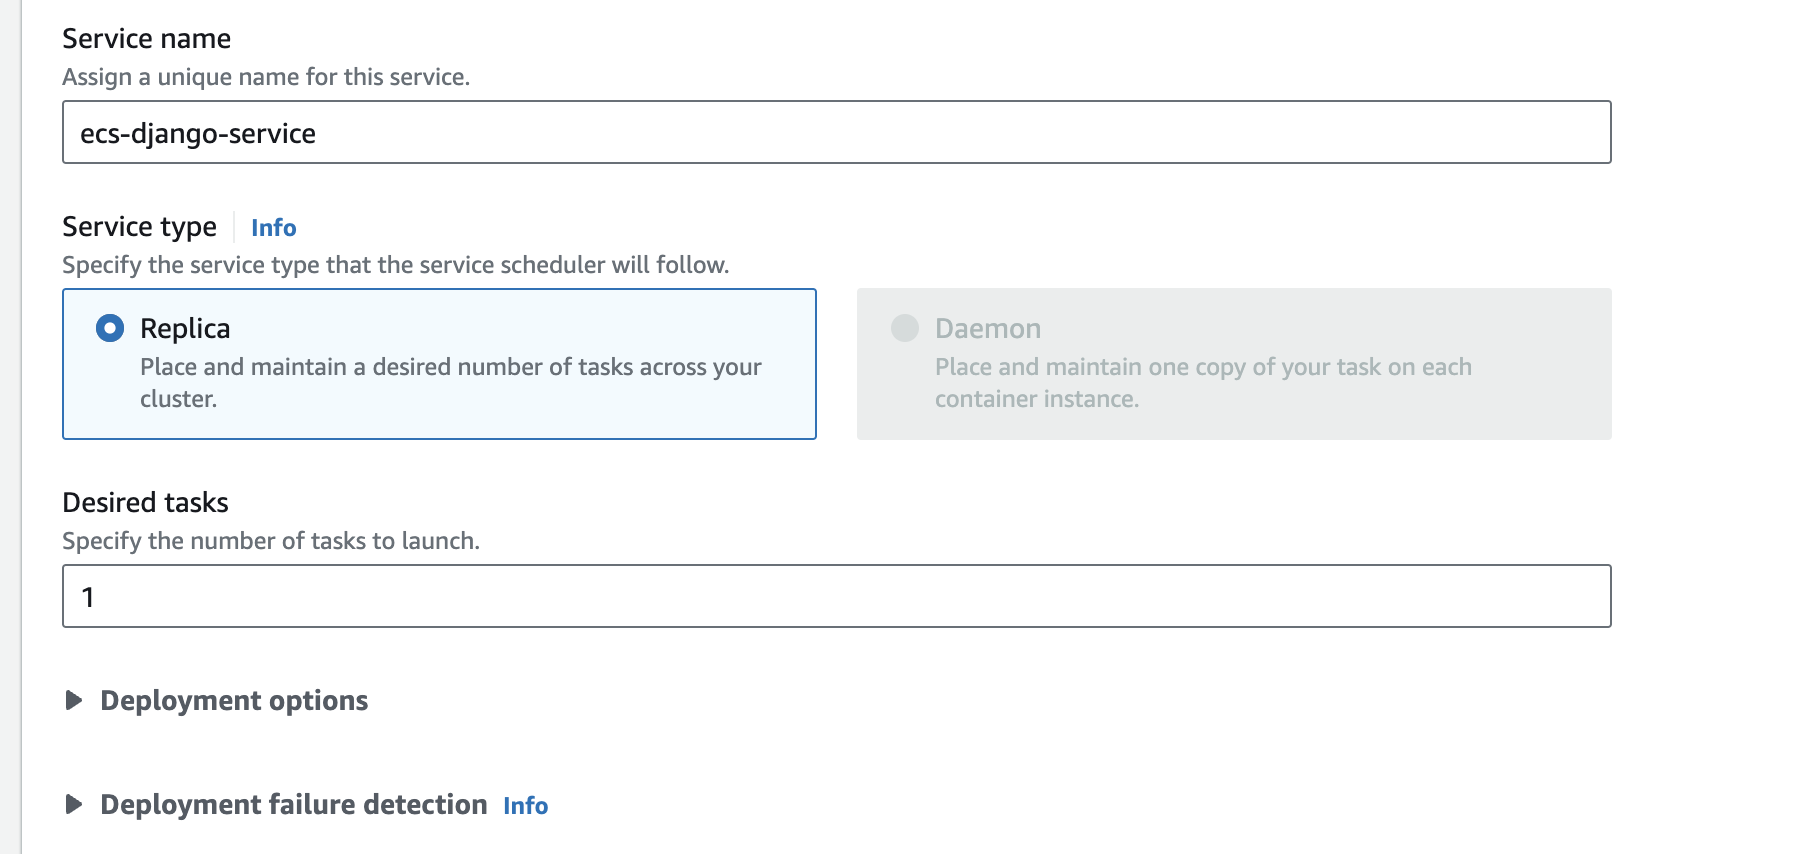 Service name
Assign a unique name for this service.
ecs-django-service
Service type Info
Specify the service type that the service scheduler will follow.
Replica
Place and maintain a desired number of tasks across your
cluster.
Daemon
Place and maintain one copy of your task on each
container instance.
Desired tasks
Specify the number of tasks to launch.
1
Deployment options
Deployment failure detection Info